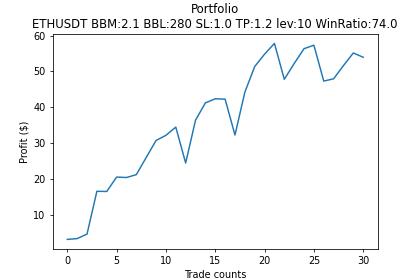 Portfolio
ETHUSDT BBM:2.1 BBL:280 SL:1.0 TP:1.2 lev:10 WinRatio:74.0
60
50
40
30
20
10
Profit ($)
0 5 10 15 20 25 30
Trade counts